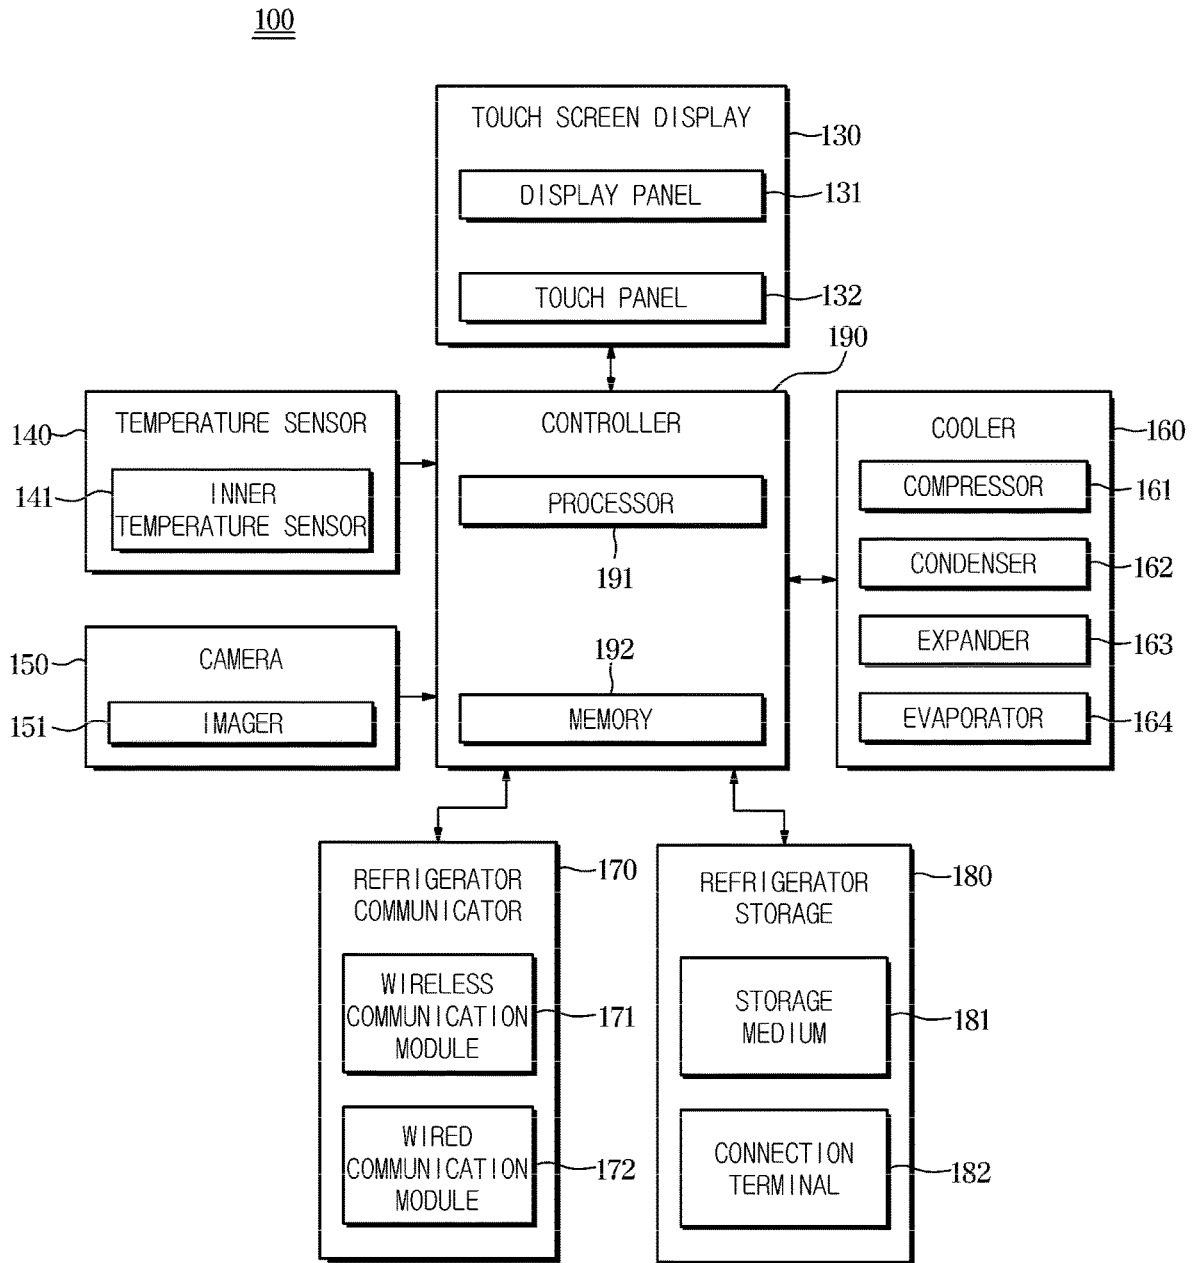 100
TOUCH SCREEN DISPLAY
130
DISPLAY PANEL
131
TOUCH PANEL
132
190
TEMPERATURE SENSOR
140
INNER
TEMPERATURE SENSOR
141
CONTROLLER
PROCESSOR
191
192
MEMORY
COOLER
160
COMPRESSOR
161
CONDENSER
162
EXPANDER
163
EVAPORATOR
164
CAMERA
150
IMAGER
151
REFRIGERATOR
COMMUNICATOR
170
WIRELESS
COMMUNICATION
MODULE
171
WIRED
COMMUNICATION
MODULE
172
REFRIGERATOR
STORAGE
180
STORAGE
MEDIUM
181
CONNECTION
TERMINAL
182